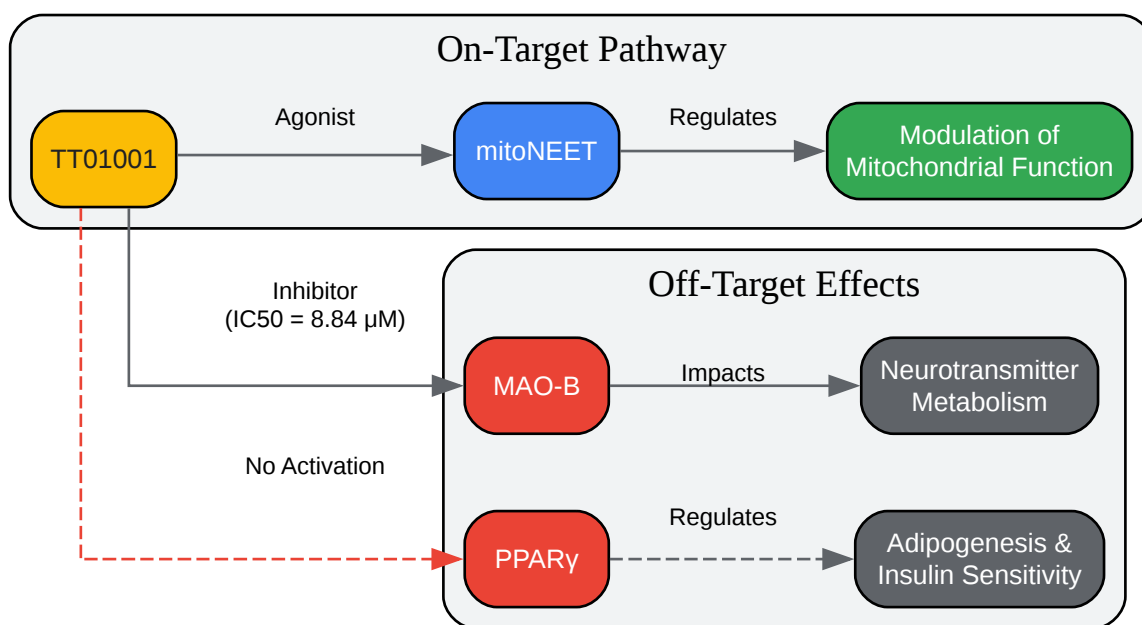 On-Target Pathway
TT01001
Agonist
mitoNEET
Regulates
Modulation of
Mitochondrial Function
Inhibitor
(IC50 = 8.84 μM)
Off-Target Effects
MAO-B
Impacts
Neurotransmitter
Metabolism
No Activation
PPARγ
Regulates
Adipogenesis &
Insulin Sensitivity